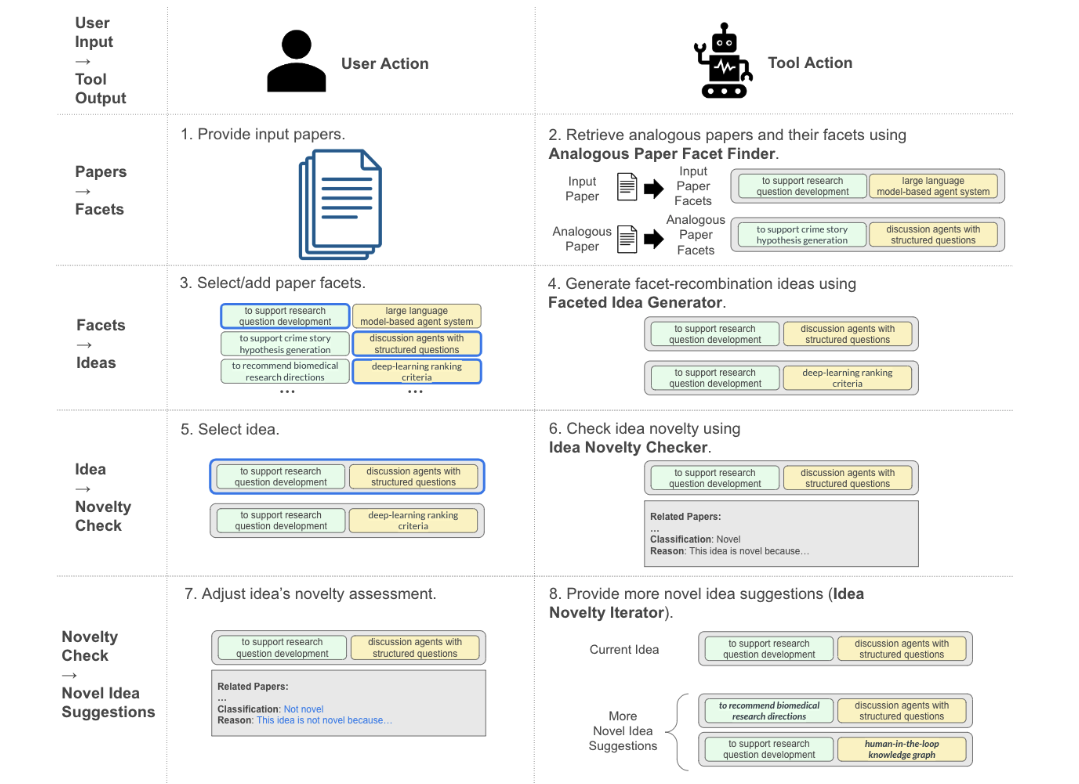 User
Input
→
Tool
Output
User Action
Tool Action
Papers
→
Facets
1. Provide input papers.
2. Retrieve analogous papers and their facets using
Analogous Paper Facet Finder.
Input
Paper
Input
Paper
Facets
to support research
question development
large language
model-based agent system
Analogous
Paper
Analogous
Paper
Facets
to support crime story
hypothesis generation
discussion agents with
structured questions
Facets
→
Ideas
3. Select/add paper facets.
to support research
question development
large language
model-based agent system
to support crime story
hypothesis generation
discussion agents with
structured questions
to recommend biomedical
research directions
deep-learning ranking
criteria
...
...
4. Generate facet-recombination ideas using
Faceted Idea Generator.
to support research
question development
discussion agents with
structured questions
to support research
question development
deep-learning ranking
criteria
Idea
→
Novelty
Check
5. Select idea.
to support research
question development
discussion agents with
structured questions
to support research
question development
deep-learning ranking
criteria
6. Check idea novelty using
Idea Novelty Checker.
to support research
question development
discussion agents with
structured questions
Related Papers:
...
Classification: Novel
Reason: This idea is novel because...
Novelty
Check
→
Novel Idea
Suggestions
7. Adjust idea's novelty assessment.
to support research
question development
discussion agents with
structured questions
Related Papers:
...
Classification: Not novel
Reason: This idea is not novel because...
8. Provide more novel idea suggestions (Idea
Novelty Iterator).
Current Idea
to support research
question development
discussion agents with
structured questions
More
Novel Idea
Suggestions
to recommend biomedical
research directions
discussion agents with
structured questions
to support research
question development
human-in-the-loop
knowledge graph